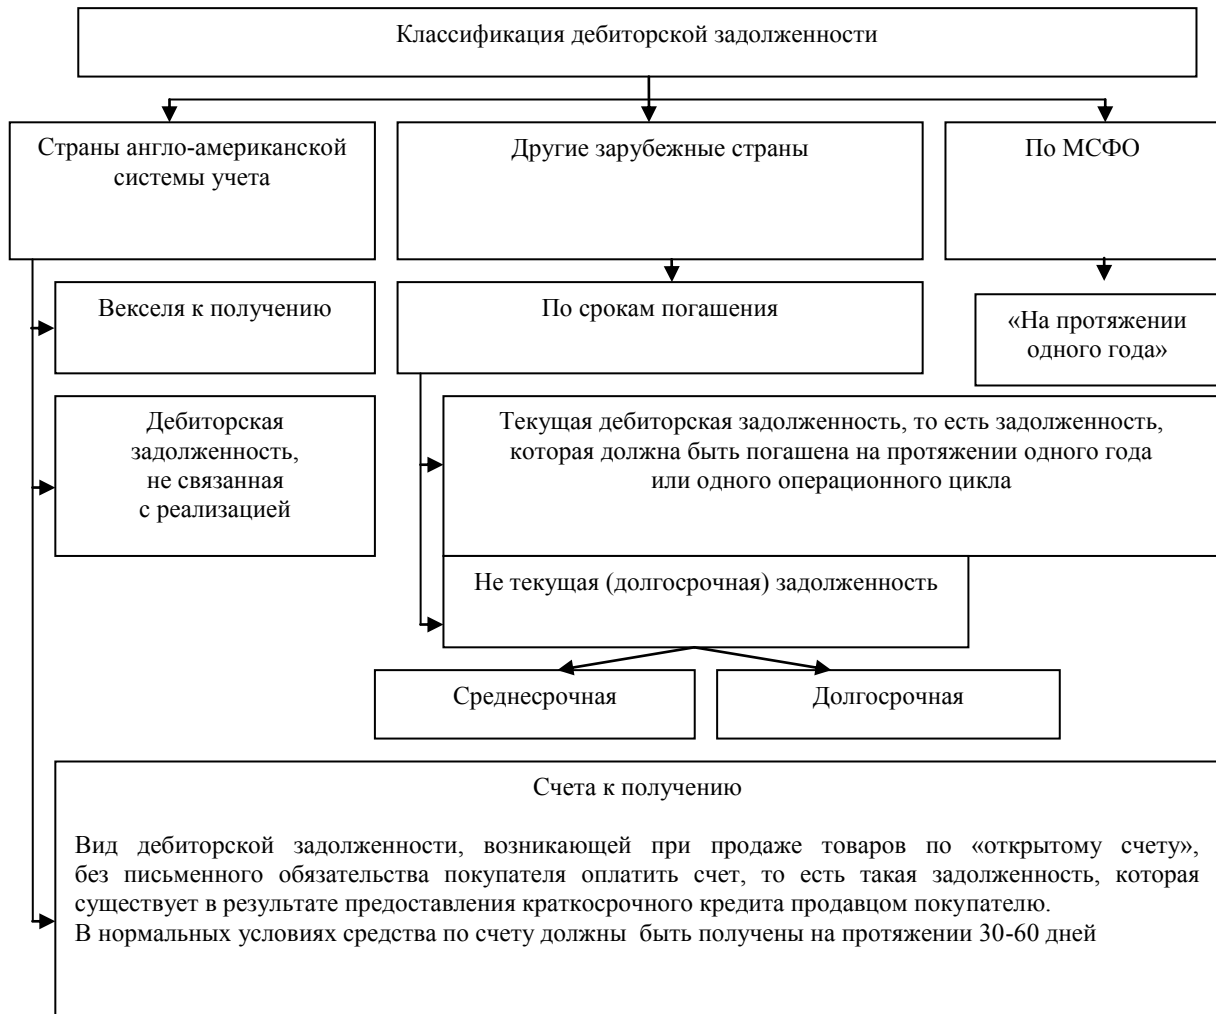 Классификация дебиторской задолженности
Страны англо-американской
системы учета
Другие зарубежные страны
По МСФО
Векселя к получению
По срокам погашения
«На протяжении
одного года»
Дебиторская
задолженность,
не связанная
с реализацией
Текущая дебиторская задолженность, то есть задолженность,
которая должна быть погашена на протяжении одного года
или одного операционного цикла
Не текущая (долгосрочная) задолженность
Среднесрочная
Долгосрочная
Счета к получению
Вид дебиторской задолженности, возникающей при продаже товаров по «открытому счету»,
без письменного обязательства покупателя оплатить счет, то есть такая задолженность, которая
существует в результате предоставления краткосрочного кредита продавцом покупателю.
В нормальных условиях средства по счету должны быть получены на протяжении 30-60 дней